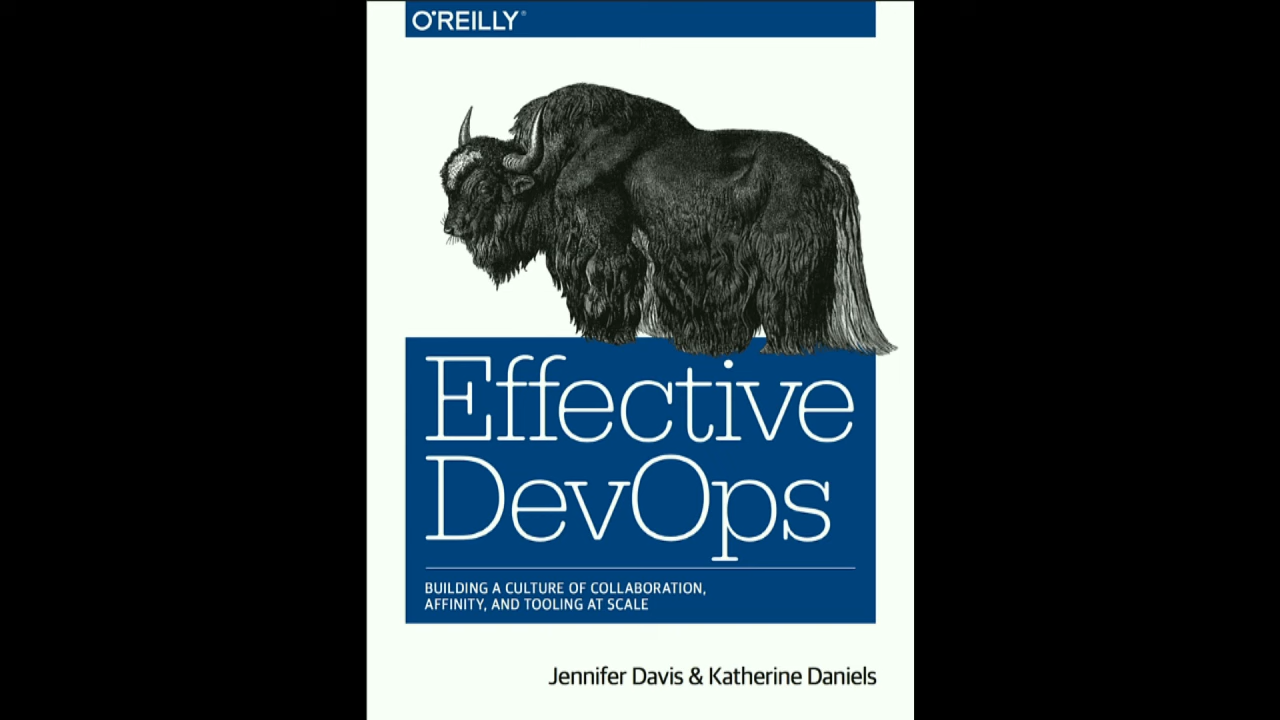 O'REILLY®
Effective
DevOps
BUILDING A CULTURE OF COLLABORATION,
AFFINITY, AND TOOLING AT SCALE
Jennifer Davis & Katherine Daniels